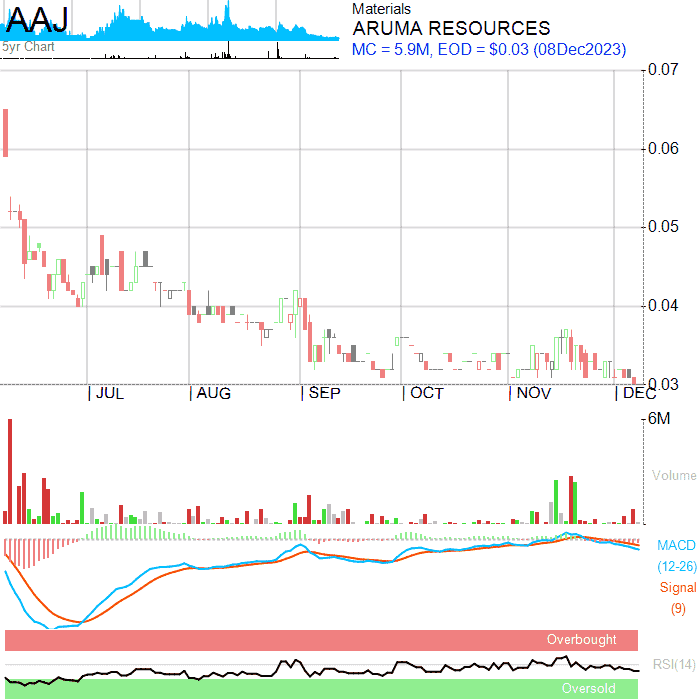 AAJ
5yr Chart
Materials
ARUMA RESOURCES
MC = 5.9M, EOD = $0.03 (08Dec2023)
0.07
0.06
0.05
0.04
0.03
JUL AUG SEP OCT NOV DEC
6M
Volume
MACD
(12-26)
Signal
(9)
Overbought
RSI(14)
Oversold